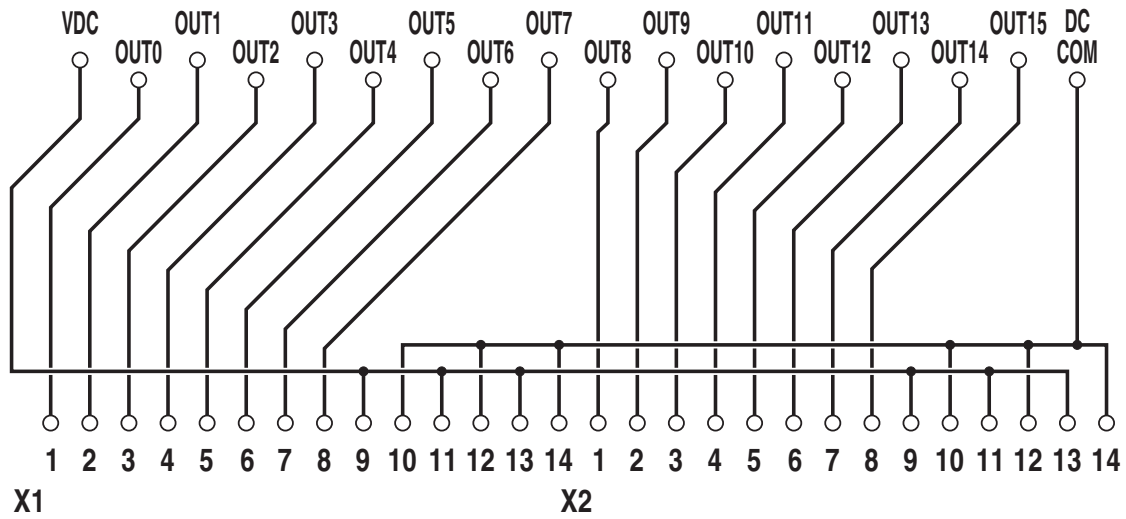 VDC OUT1 OUT3 OUT5 OUT7 OUT9 OUT11 OUT13 OUT15 DC
OUT0 OUT2 OUT4 OUT6 OUT8 OUT10 OUT12 OUT14 COM
1 2 3 4 5 6 7 8 9 10 11 12 13 14 1 2 3 4 5 6 7 8 9 10 11 12 13 14
X1 X2